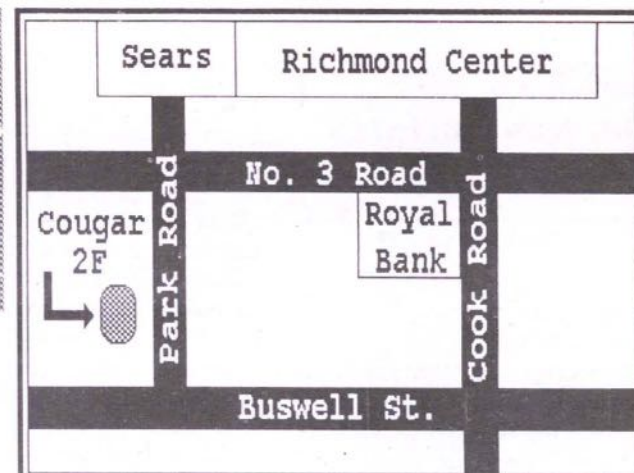 Sears
Richmond Center
No. 3 Road
Park Road
Cook Road
Royal
Bank
Cougar
2F
Buswell St.